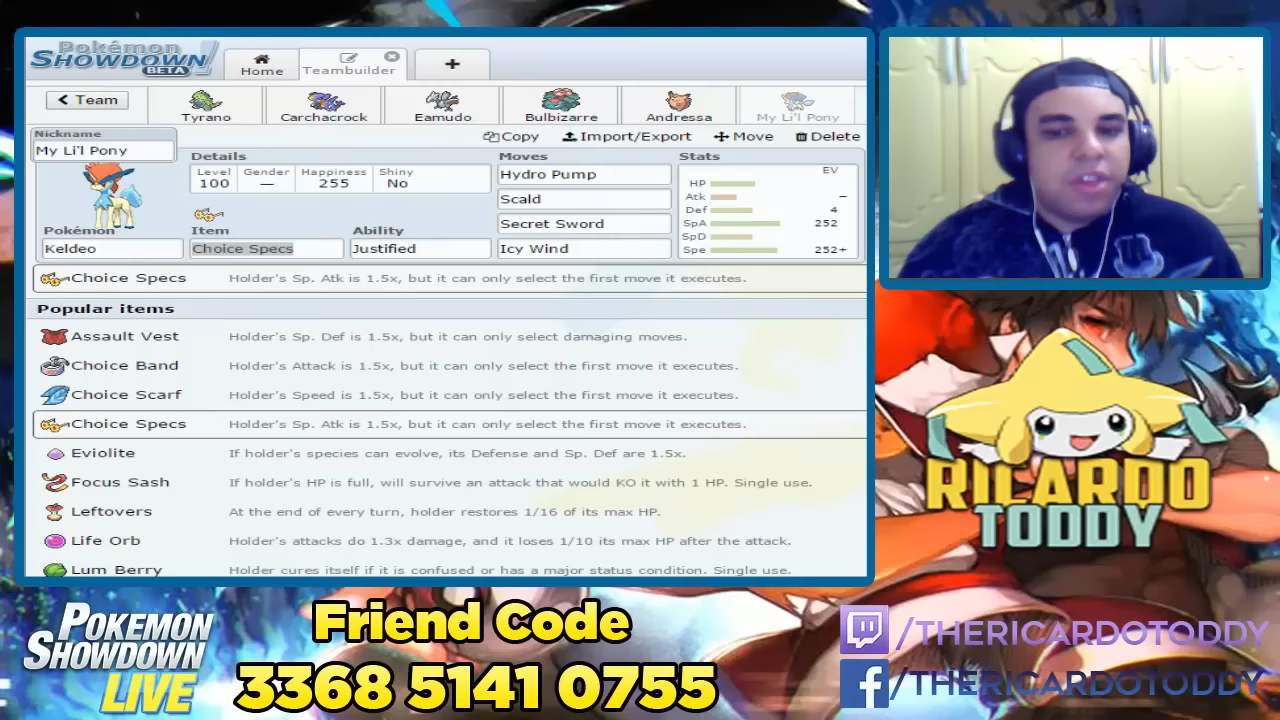 Pokémon
SHOWDOWN!
BETA
Home
Teambuilder
+
< Team
Tyrano
Carchacrock
Eamudo
Bulbizarre
Andressa
My Li'l Pony
Nickname
My Li'l Pony
Copy
Import/Export
Move
Delete
Details
Level
100
Gender
—
Happiness
255
Shiny
No
Pokémon
Keldeo
Item
Choice Specs
Ability
Justified
Moves
Hydro Pump
Scald
Secret Sword
Icy Wind
Stats
EV
HP
Atk –
Def 4
SpA 252
SpD
Spe 252+
Choice Specs Holder's Sp. Atk is 1.5x, but it can only select the first move it executes.
Popular items
Assault Vest Holder's Sp. Def is 1.5x, but it can only select damaging moves.
Choice Band Holder's Attack is 1.5x, but it can only select the first move it executes.
Choice Scarf Holder's Speed is 1.5x, but it can only select the first move it executes.
Choice Specs Holder's Sp. Atk is 1.5x, but it can only select the first move it executes.
Eviolite If holder's species can evolve, its Defense and Sp. Def are 1.5x.
Focus Sash If holder's HP is full, will survive an attack that would KO it with 1 HP. Single use.
Leftovers At the end of every turn, holder restores 1/16 of its max HP.
Life Orb Holder's attacks do 1.3x damage, and it loses 1/10 its max HP after the attack.
Lum Berry Holder cures itself if it is confused or has a major status condition. Single use.
RICARDO
TODDY
POKEMON
SHOWDOWN
LIVE
Friend Code
3368 5141 0755
/THERICARDOTODDY
/THERICARDOTODDY